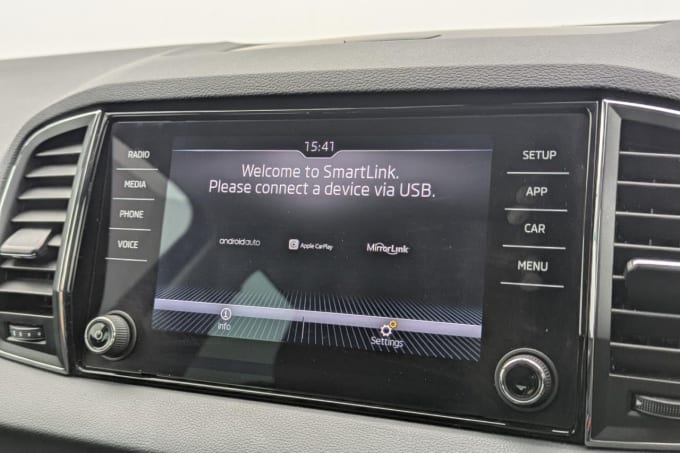 15:41
RADIO
MEDIA
PHONE
VOICE
Welcome to SmartLink.
Please connect a device via USB.
androidauto
Apple CarPlay
MirrorLink
Info
Settings
SETUP
APP
CAR
MENU